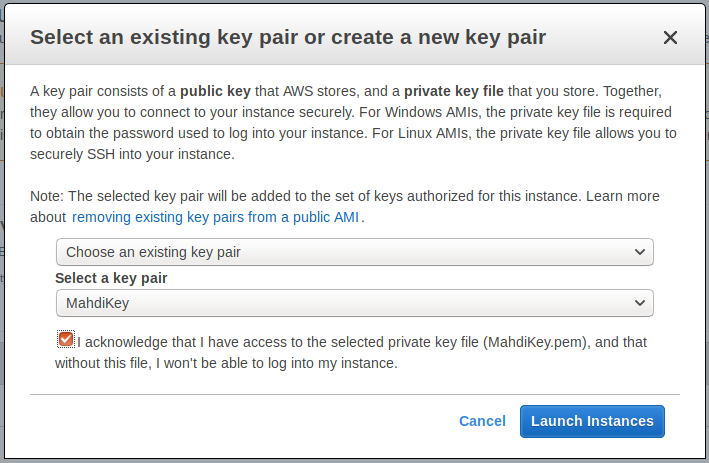 Select an existing key pair or create a new key pair
A key pair consists of a public key that AWS stores, and a private key file that you store. Together,
they allow you to connect to your instance securely. For Windows AMIs, the private key file is required
to obtain the password used to log into your instance. For Linux AMIs, the private key file allows you to
securely SSH into your instance.
Note: The selected key pair will be added to the set of keys authorized for this instance. Learn more
about removing existing key pairs from a public AMI.
Choose an existing key pair
Select a key pair
MahdiKey
I acknowledge that I have access to the selected private key file (MahdiKey.pem), and that
without this file, I won't be able to log into my instance.
Cancel
Launch Instances